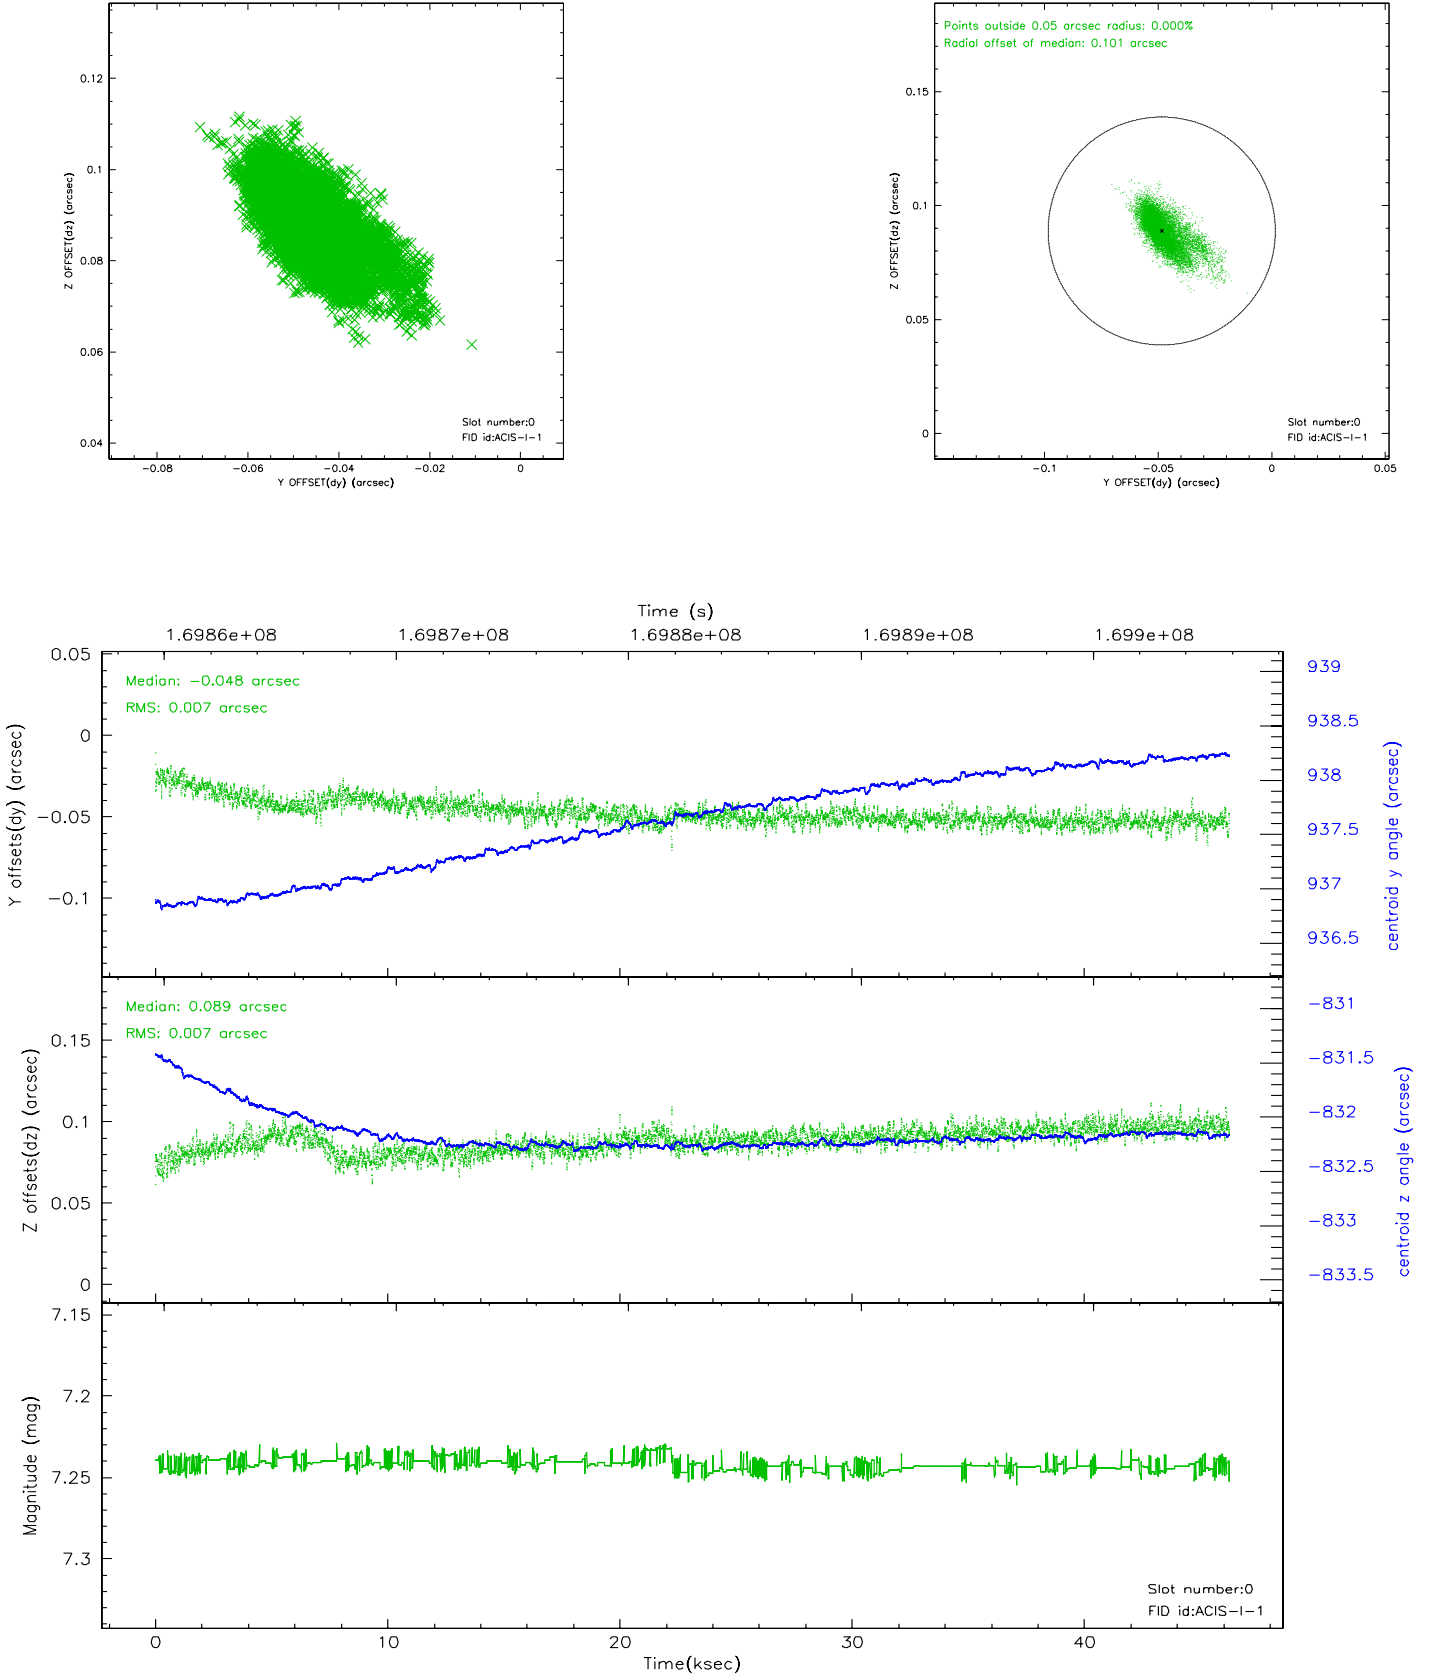 0.12
0.1
0.08
0.06
0.04
Z OFFSET(dz) (arcsec)
−0.08
−0.06
−0.04
−0.02
0
Y OFFSET(dy) (arcsec)
Slot number:0
FID id:ACIS−I−1
Points outside 0.05 arcsec radius: 0.000%
Radial offset of median: 0.101 arcsec
0.15
0.1
0.05
0
Z OFFSET(dz) (arcsec)
−0.1
−0.05
0
0.05
Y OFFSET(dy) (arcsec)
Slot number:0
FID id:ACIS−I−1
Time (s)
1.6986e+08
1.6987e+08
1.6988e+08
1.6989e+08
1.699e+08
0.05
0
−0.05
−0.1
Y offsets(dy) (arcsec)
Median: −0.048 arcsec
RMS: 0.007 arcsec
939
938.5
938
937.5
937
936.5
centroid y angle (arcsec)
0.15
0.1
0.05
0
Z offsets(dz) (arcsec)
Median: 0.089 arcsec
RMS: 0.007 arcsec
−831
−831.5
−832
−832.5
−833
−833.5
centroid z angle (arcsec)
7.15
7.2
7.25
7.3
Magnitude (mag)
Slot number:0
FID id:ACIS−I−1
0
10
20
30
40
Time(ksec)